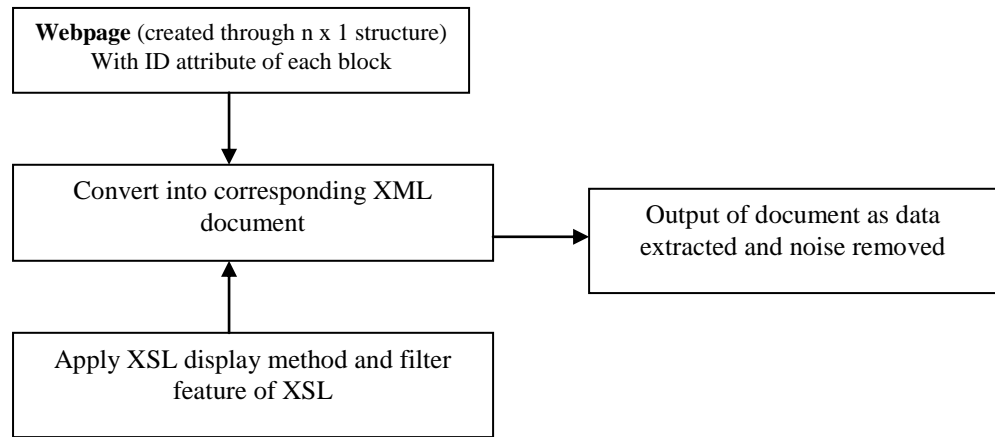 Webpage (created through n x 1 structure)
With ID attribute of each block
Convert into corresponding XML
document
Output of document as data
extracted and noise removed
Apply XSL display method and filter
feature of XSL